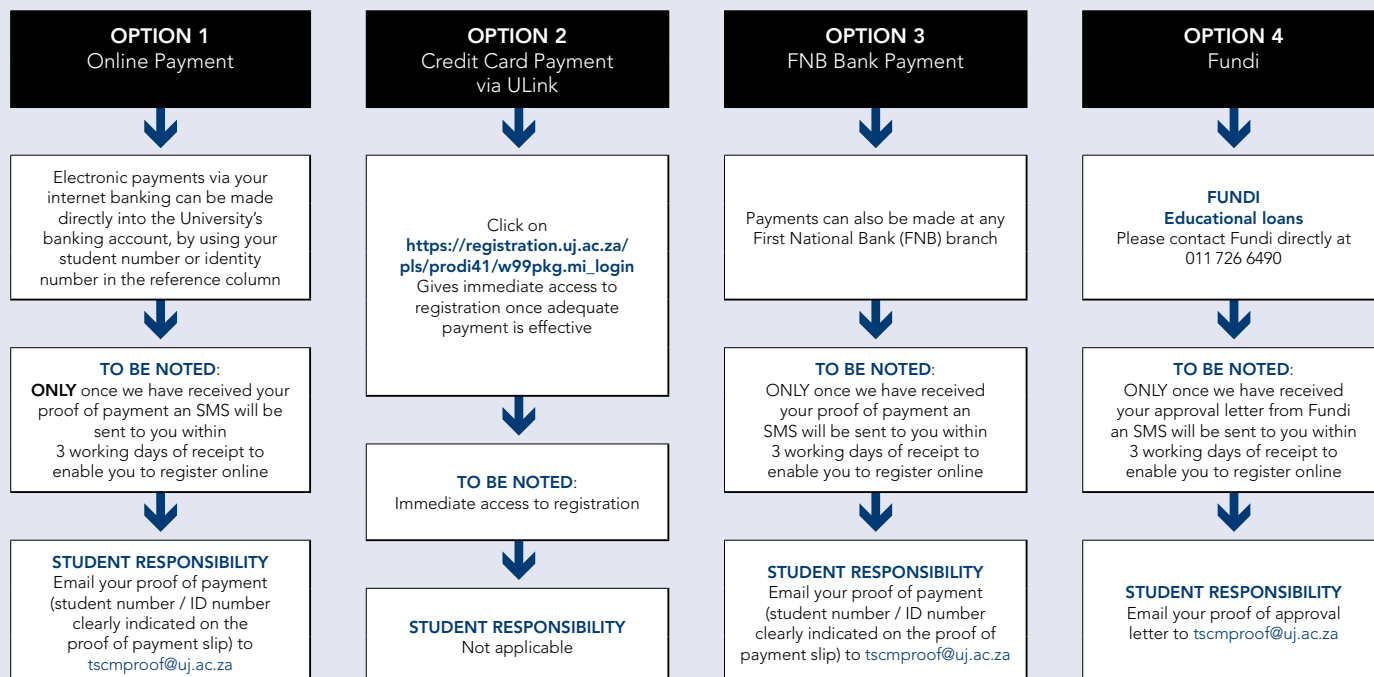 OPTION 1
Online Payment
Electronic payments via your
internet banking can be made
directly into the University's
banking account, by using your
student number or identity
number in the reference column
TO BE NOTED:
ONLY once we have received your
proof of payment an SMS will be
sent to you within
3 working days of receipt to
enable you to register online
STUDENT RESPONSIBILITY
Email your proof of payment
(student number / ID number
clearly indicated on the
proof of payment slip) to
tscmproof@uj.ac.za
OPTION 2
Credit Card Payment
via ULink
Click on
https://registration.uj.ac.za/
pls/prodi41/w99pkg.mi_login
Gives immediate access to
registration once adequate
payment is effective
TO BE NOTED:
Immediate access to registration
STUDENT RESPONSIBILITY
Not applicable
OPTION 3
FNB Bank Payment
Payments can also be made at any
First National Bank (FNB) branch
TO BE NOTED:
ONLY once we have received
your proof of payment an
SMS will be sent to you within
3 working days of receipt to
enable you to register online
STUDENT RESPONSIBILITY
Email your proof of payment
(student number / ID number
clearly indicated on the proof of
payment slip) to tscmproof@uj.ac.za
OPTION 4
Fundi
FUNDI
Educational loans
Please contact Fundi directly at
011 726 6490
TO BE NOTED:
ONLY once we have received
your approval letter from Fundi
an SMS will be sent to you within
3 working days of receipt to
enable you to register online
STUDENT RESPONSIBILITY
Email your proof of approval
letter to tscmproof@uj.ac.za